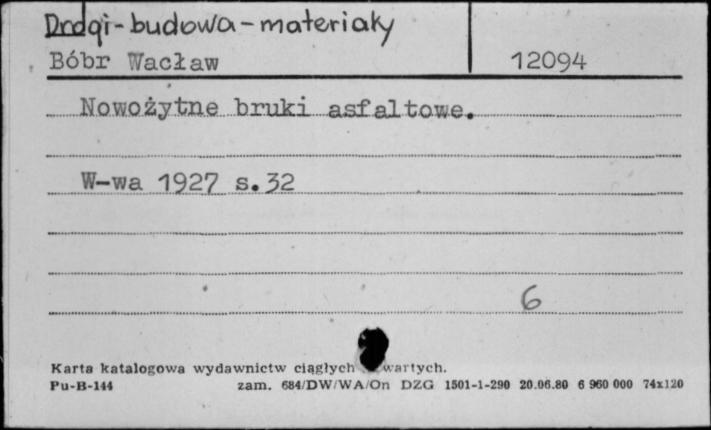 Drogi-budowa-materiały
Bóbr Wacław 12094
Nowożytne bruki asfaltowe.
W-wa 1927 s.32
6
Karta katalogowa wydawnictw ciągłych wartych.
Pu-B-144 zam. 684/DW/WA/On DZG 1501-1-290 20.06.80 6 960 000 74x120